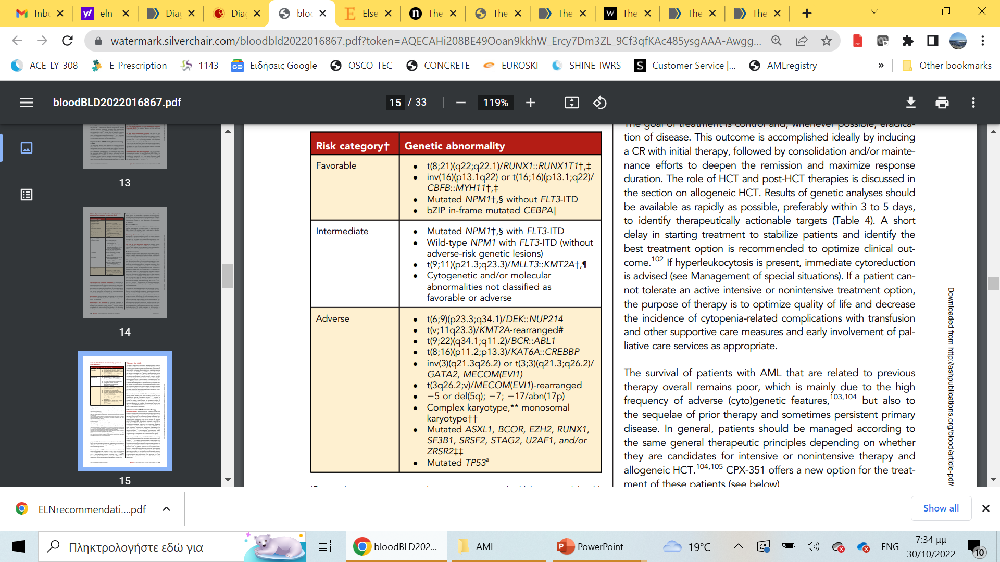 Inb
eln
Diag
Diag
bloo
Else
The
The
The
The
The
The
watermark.silverchair.com/bloodbld2022016867.pdf?token=AQECAHi208BE49Ooan9kkhW_Ercy7Dm3ZL_9Cf3qfKAc485ysgAAA-Awgg...
ACE-LY-308
E-Prescription
1143
Ειδήσεις Google
OSCO-TEC
CONCRETE
EUROSKI
SHINE-IWRS
Customer Service |...
AMLregistry
»
Other bookmarks
bloodBLD2022016867.pdf
15 / 33
119%
13
14
15
Risk category† Genetic abnormality
Favorable
• t(8;21)(q22;q22.1)/RUNX1::RUNX1T1†,‡
• inv(16)(p13.1q22) or t(16;16)(p13.1;q22)/
CBFB::MYH11†,‡
• Mutated NPM1†,§ without FLT3-ITD
• bZIP in-frame mutated CEBPA||
Intermediate
• Mutated NPM1†,§ with FLT3-ITD
• Wild-type NPM1 with FLT3-ITD (without
adverse-risk genetic lesions)
• t(9;11)(p21.3;q23.3)/MLLT3::KMT2A†,¶
• Cytogenetic and/or molecular
abnormalities not classified as
favorable or adverse
Adverse
• t(6;9)(p23.3;q34.1)/DEK::NUP214
• t(v;11q23.3)/KMT2A-rearranged#
• t(9;22)(q34.1;q11.2)/BCR::ABL1
• t(8;16)(p11.2;p13.3)/KAT6A::CREBBP
• inv(3)(q21.3q26.2) or t(3;3)(q21.3;q26.2)/
GATA2, MECOM(EVI1)
• t(3q26.2;v)/MECOM(EVI1)-rearranged
• −5 or del(5q); −7; −17/abn(17p)
• Complex karyotype,** monosomal
karyotype††
• Mutated ASXL1, BCOR, EZH2, RUNX1,
SF3B1, SRSF2, STAG2, U2AF1, and/or
ZRSR2‡‡
• Mutated TP53ᵃ
The goal of treatment is control and, whenever possible, eradica-
tion of disease. This outcome is accomplished ideally by inducing
a CR with initial therapy, followed by consolidation and/or mainte-
nance efforts to deepen the remission and maximize response
duration. The role of HCT and post-HCT therapies is discussed in
the section on allogeneic HCT. Results of genetic analyses should
be available as rapidly as possible, preferably within 3 to 5 days,
to identify therapeutically actionable targets (Table 4). A short
delay in starting treatment to stabilize patients and identify the
best treatment option is recommended to optimize clinical out-
come.¹⁰² If hyperleukocytosis is present, immediate cytoreduction
is advised (see Management of special situations). If a patient can-
not tolerate an active intensive or nonintensive treatment option,
the purpose of therapy is to optimize quality of life and decrease
the incidence of cytopenia-related complications with transfusion
and other supportive care measures and early involvement of pal-
liative care services as appropriate.
The survival of patients with AML that are related to previous
therapy overall remains poor, which is mainly due to the high
frequency of adverse (cyto)genetic features,¹⁰³,¹⁰⁴ but also to
the sequelae of prior therapy and sometimes persistent primary
disease. In general, patients should be managed according to
the same general therapeutic principles depending on whether
they are candidates for intensive or nonintensive therapy and
allogeneic HCT.¹⁰⁴,¹⁰⁵ CPX-351 offers a new option for the treat-
ment of these patients (see below)
Downloaded from http://ashpublications.org/blood/article-pdf/
ELNrecommendati....pdf
Show all
Πληκτρολογήστε εδώ για
bloodBLD202...
AML
PowerPoint
19°C
ENG
7:34 μμ
30/10/2022
10